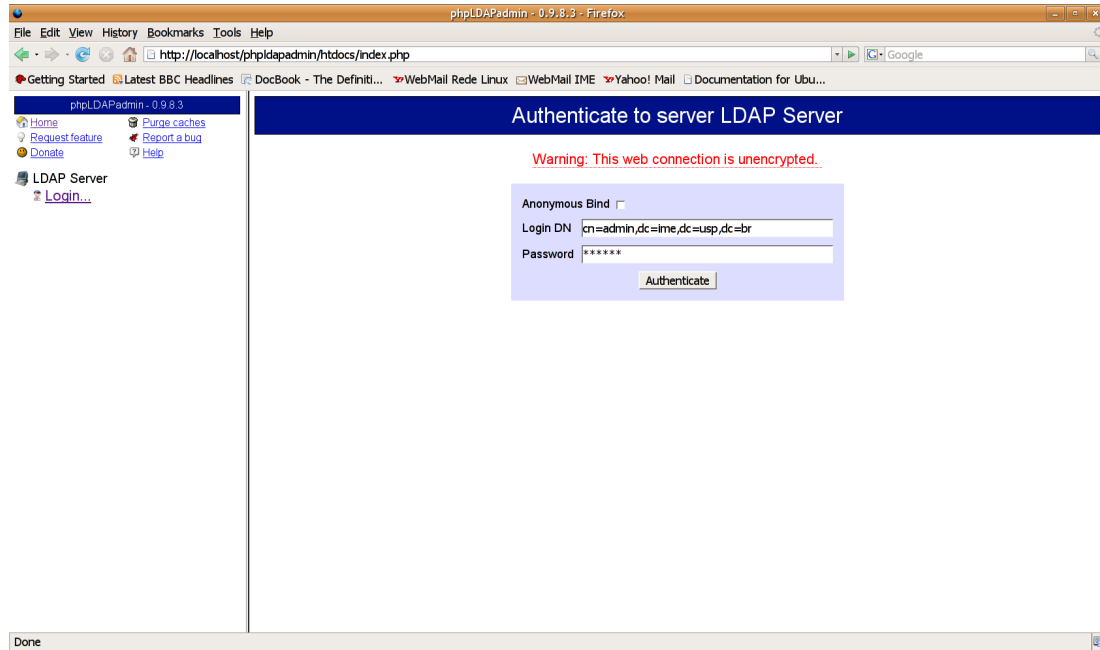 phpLDAPadmin - 0.9.8.3 - Firefox
File Edit View History Bookmarks Tools Help
http://localhost/phpldapadmin/htdocs/index.php
G Google
Getting Started Latest BBC Headlines DocBook - The Definiti... WebMail Rede Linux WebMail IME Yahoo! Mail Documentation for Ubu...
phpLDAPadmin - 0.9.8.3
Home Purge caches
Request feature Report a bug
Donate Help
LDAP Server
Login...
Authenticate to server LDAP Server
Warning: This web connection is unencrypted.
Anonymous Bind
Login DN cn=admin,dc=ime,dc=usp,dc=br
Password ******
Authenticate
Done